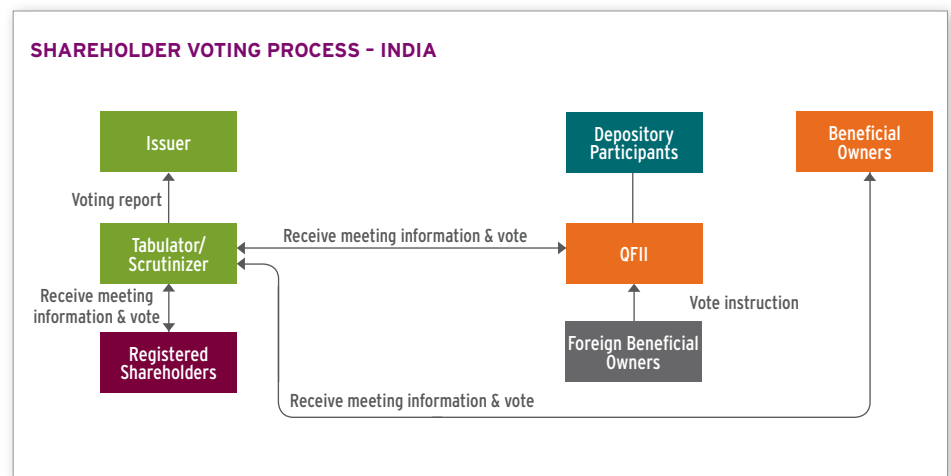 SHAREHOLDER VOTING PROCESS – INDIA
Issuer
Depository
Participants
Beneficial
Owners
Voting report
Tabulator/
Scrutinizer
Receive meeting information & vote
QFII
Receive meeting
information & vote
Vote instruction
Registered
Shareholders
Foreign Beneficial
Owners
Receive meeting information & vote